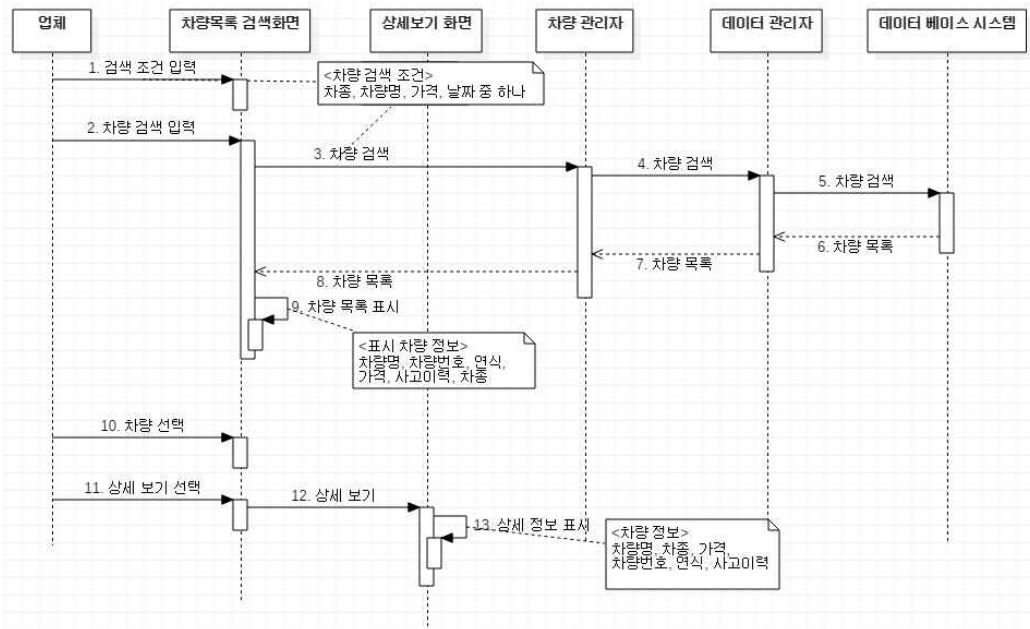 업체
차량목록 검색화면
상세보기 화면
차량 관리자
데이터 관리자
데이터 베이스 시스템
1. 검색 조건 입력
<차량 검색 조건>
차종, 차량명, 가격, 날짜 중 하나
2. 차량 검색 입력
3. 차량 검색
4. 차량 검색
5. 차량 검색
6. 차량 목록
7. 차량 목록
8. 차량 목록
9. 차량 목록 표시
<표시 차량 정보>
차량명, 차량번호, 연식,
가격, 사고이력, 차종
10. 차량 선택
11. 상세 보기 선택
12. 상세 보기
13. 상세 정보 표시
<차량 정보>
차량명, 차종, 가격,
차량번호, 연식, 사고이력